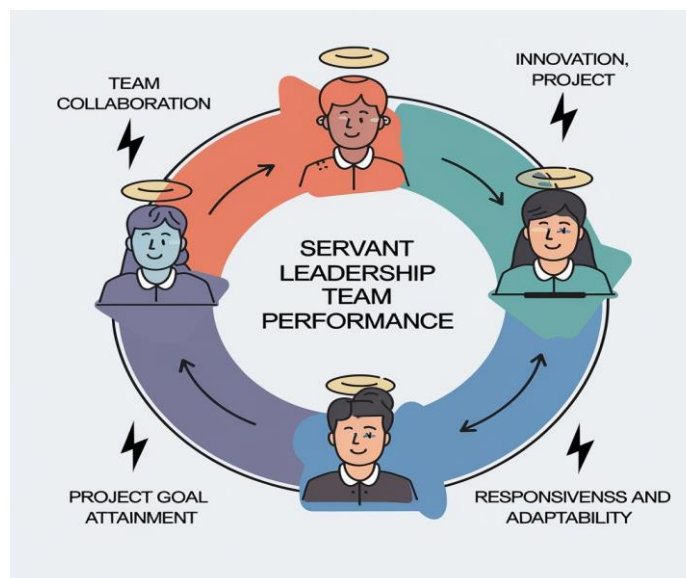 TEAM
COLLABORATION
INNOVATION,
PROJECT
SERVANT
LEADERSHIP
TEAM
PERFORMANCE
PROJECT GOAL
ATTAINMENT
RESPONSIVENSS AND
ADAPTABILITY